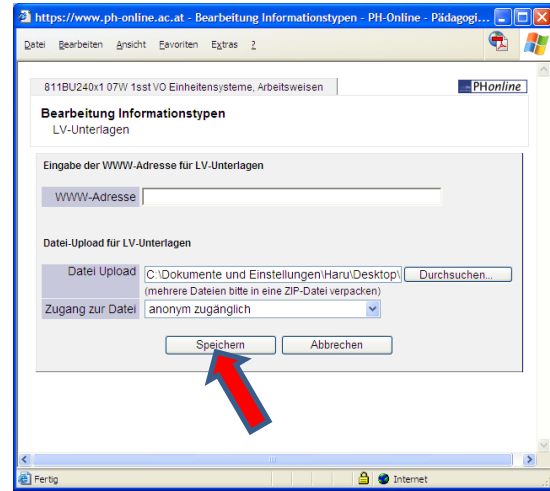 https://www.ph-online.ac.at - Bearbeitung Informationstypen - PH-Online - Pädagogi...
Datei Bearbeiten Ansicht Favoriten Extras ?
811BU240x1 07W 1sst VO Einheitensysteme, Arbeitsweisen
PHonline
Bearbeitung Informationstypen
LV-Unterlagen
Eingabe der WWW-Adresse für LV-Unterlagen
WWW-Adresse
Datei-Upload für LV-Unterlagen
Datei Upload C:\Dokumente und Einstellungen\Haru\Desktop\ Durchsuchen...
(mehrere Dateien bitte in eine ZIP-Datei verpacken)
Zugang zur Datei anonym zugänglich
Speichern Abbrechen
Fertig Internet